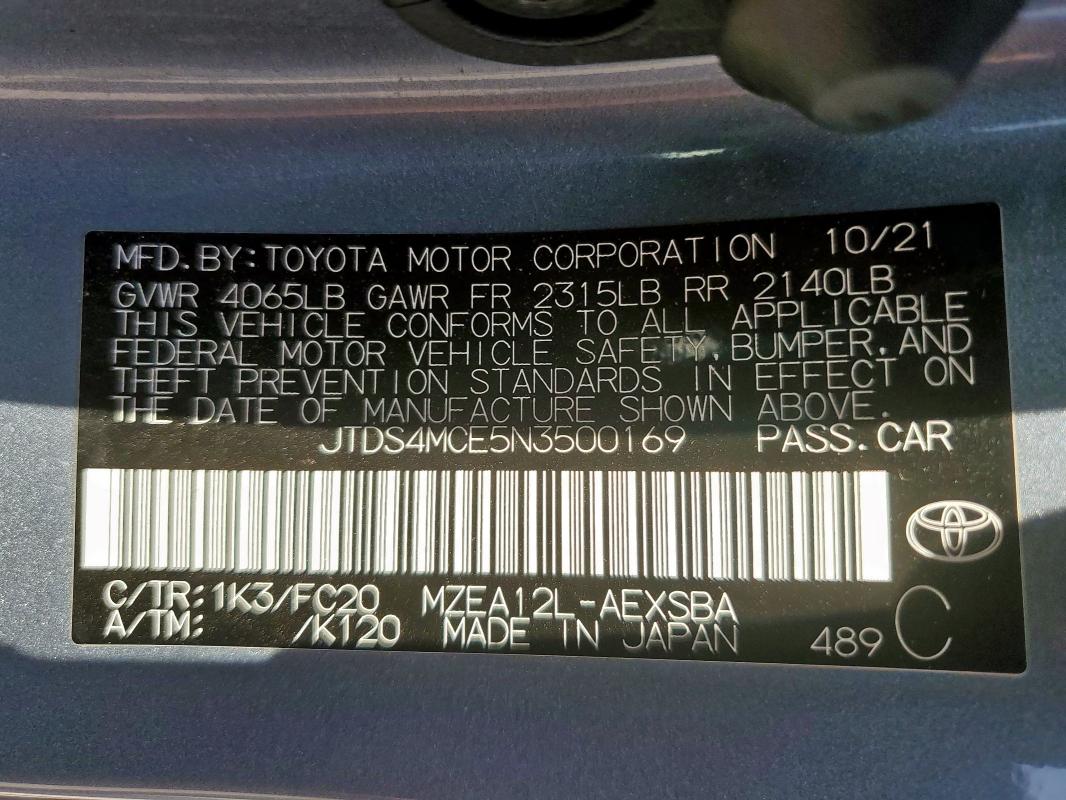 MFD.BY:TOYOTA MOTOR CORPORATION 10/21
GVWR 4065LB GAWR FR 2315LB RR 2140LB
THIS VEHICLE CONFORMS TO ALL APPLICABLE
FEDERAL MOTOR VEHICLE SAFETY,BUMPER,AND
THEFT PREVENTION STANDARDS IN EFFECT ON
THE DATE OF MANUFACTURE SHOWN ABOVE.
JTDS4MCE5N3500169 PASS.CAR
C/TR:1K3/FC20 MZEA12L-AEXSBA
A/TM: /K120 MADE IN JAPAN 489 C